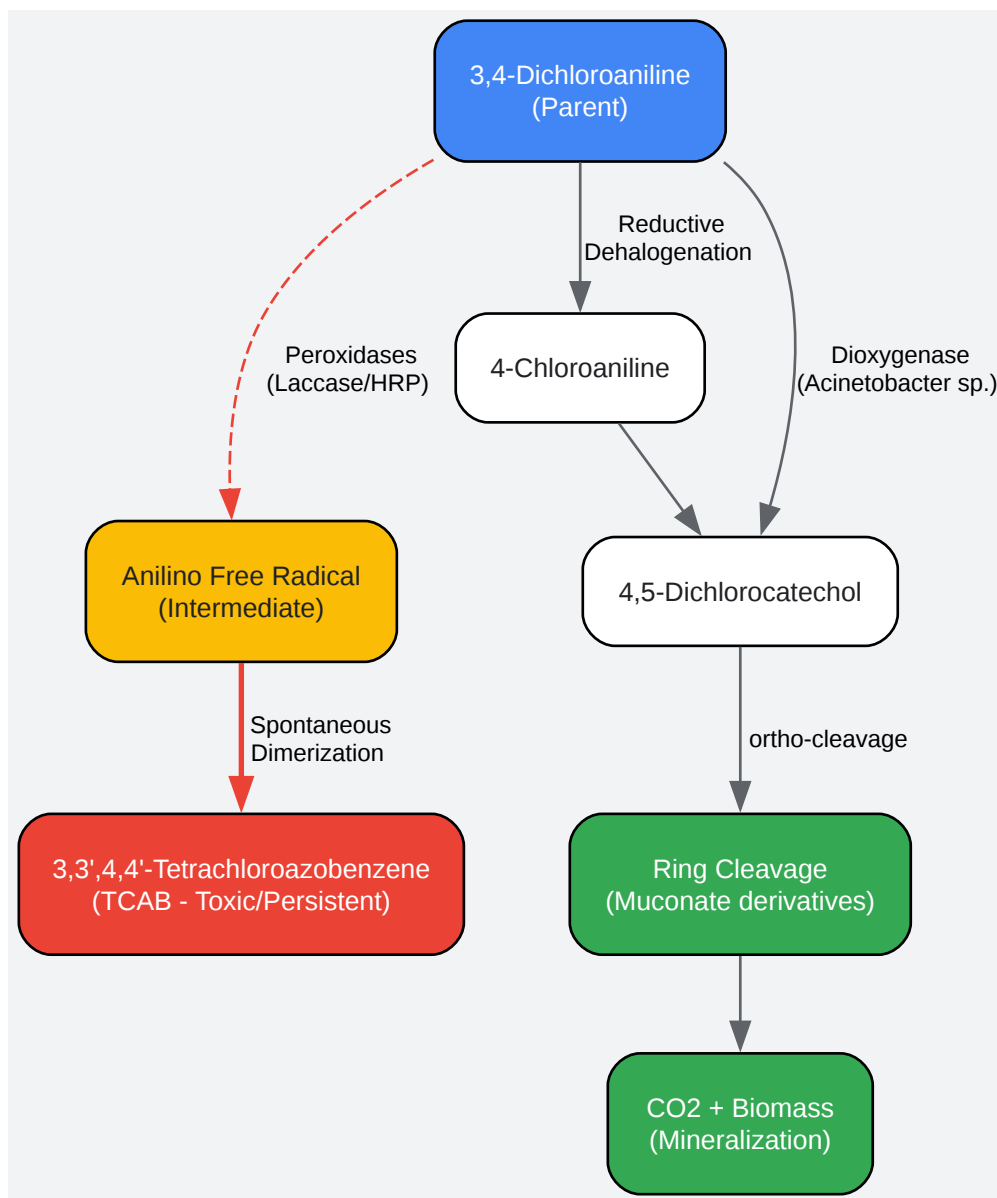 3,4-Dichloroaniline
(Parent)
Reductive
Dehalogenation
Peroxidases
(Laccase/HRP)
4-Chloroaniline
Dioxygenase
(Acinetobacter sp.)
Anilino Free Radical
(Intermediate)
4,5-Dichlorocatechol
Spontaneous
Dimerization
ortho-cleavage
3,3',4,4'-Tetrachloroazobenzene
(TCAB - Toxic/Persistent)
Ring Cleavage
(Muconate derivatives)
CO2 + Biomass
(Mineralization)